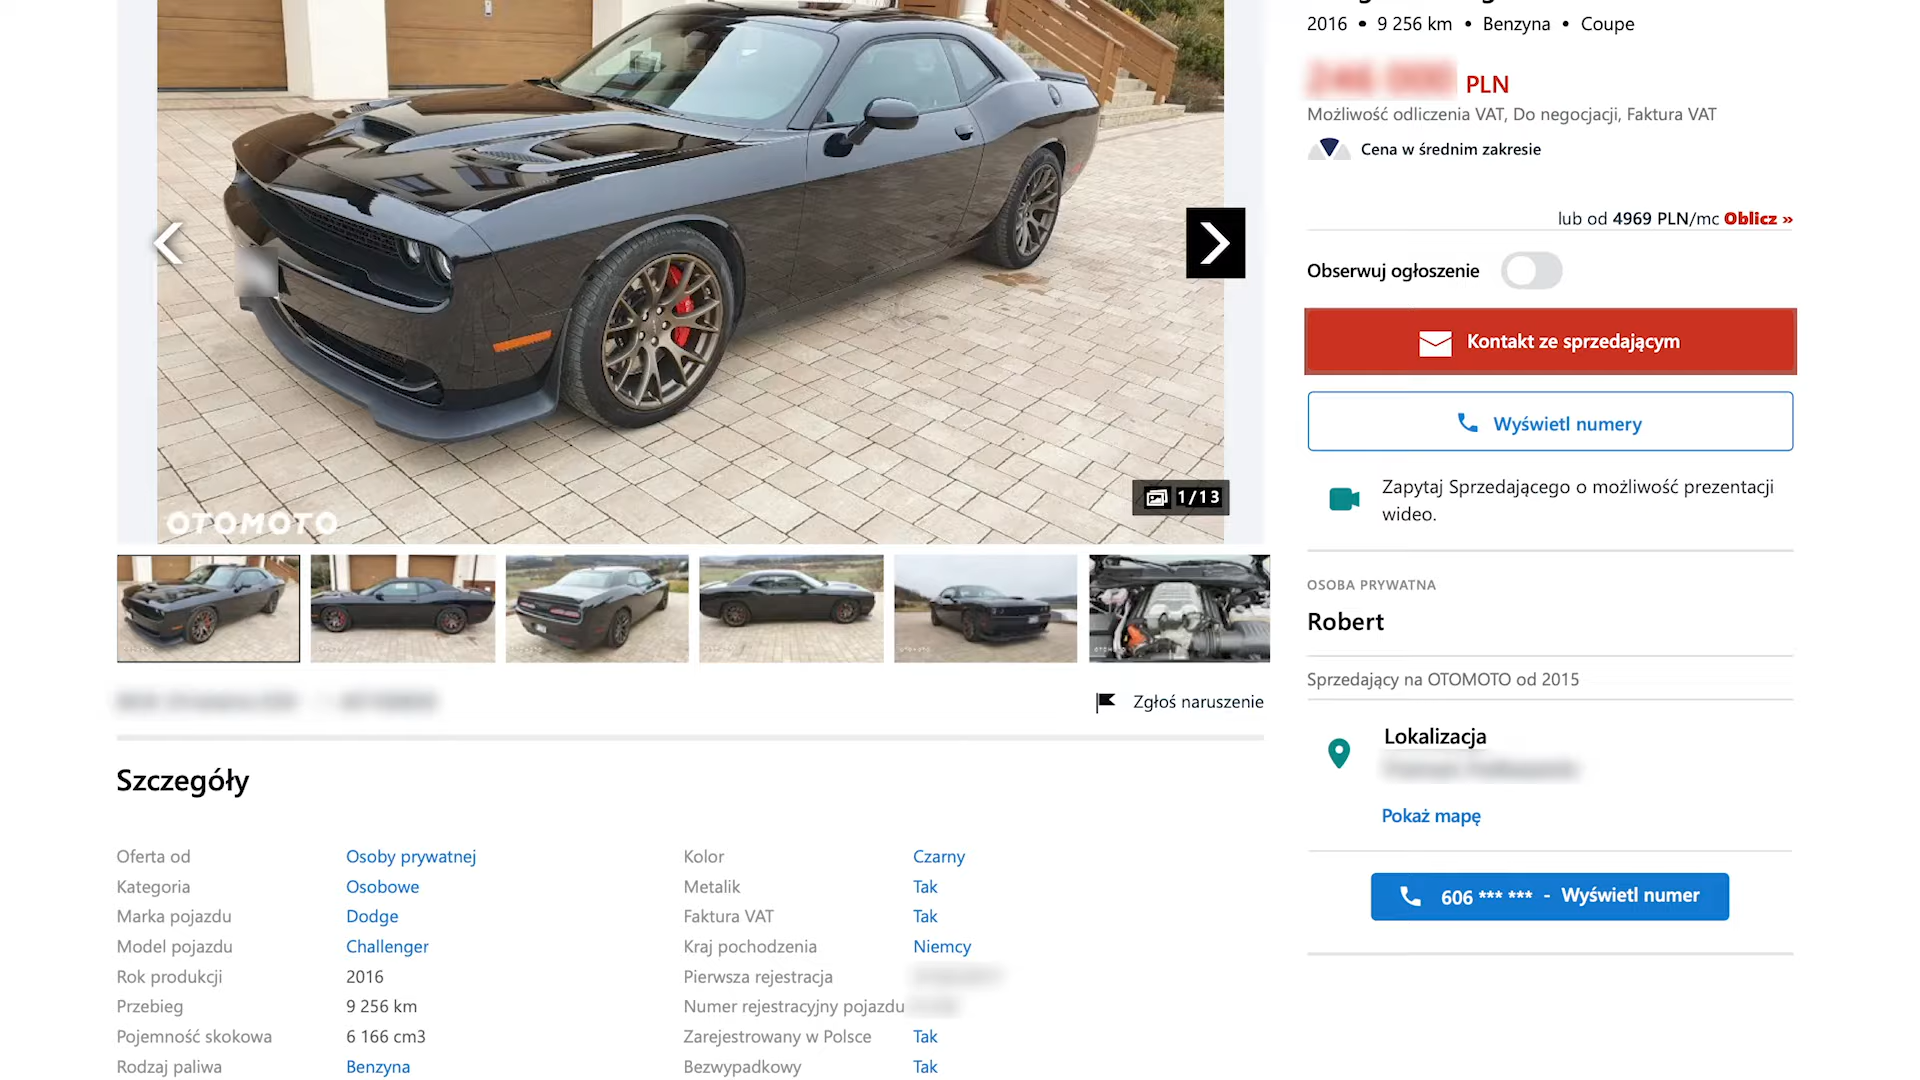 2016 • 9 256 km • Benzyna • Coupe
PLN
Możliwość odliczenia VAT, Do negocjacji, Faktura VAT
Cena w średnim zakresie
lub od 4969 PLN/mc Oblicz »
Obserwuj ogłoszenie
Kontakt ze sprzedającym
Wyświetl numery
Zapytaj Sprzedającego o możliwość prezentacji
wideo.
OSOBA PRYWATNA
Robert
Sprzedający na OTOMOTO od 2015
Lokalizacja
Pokaż mapę
606 *** *** - Wyświetl numer
1/13
OTOMOTO
Zgłoś naruszenie
Szczegóły
Oferta od Osoby prywatnej
Kategoria Osobowe
Marka pojazdu Dodge
Model pojazdu Challenger
Rok produkcji 2016
Przebieg 9 256 km
Pojemność skokowa 6 166 cm3
Rodzaj paliwa Benzyna
Kolor Czarny
Metalik Tak
Faktura VAT Tak
Kraj pochodzenia Niemcy
Pierwsza rejestracja
Numer rejestracyjny pojazdu
Zarejestrowany w Polsce Tak
Bezwypadkowy Tak